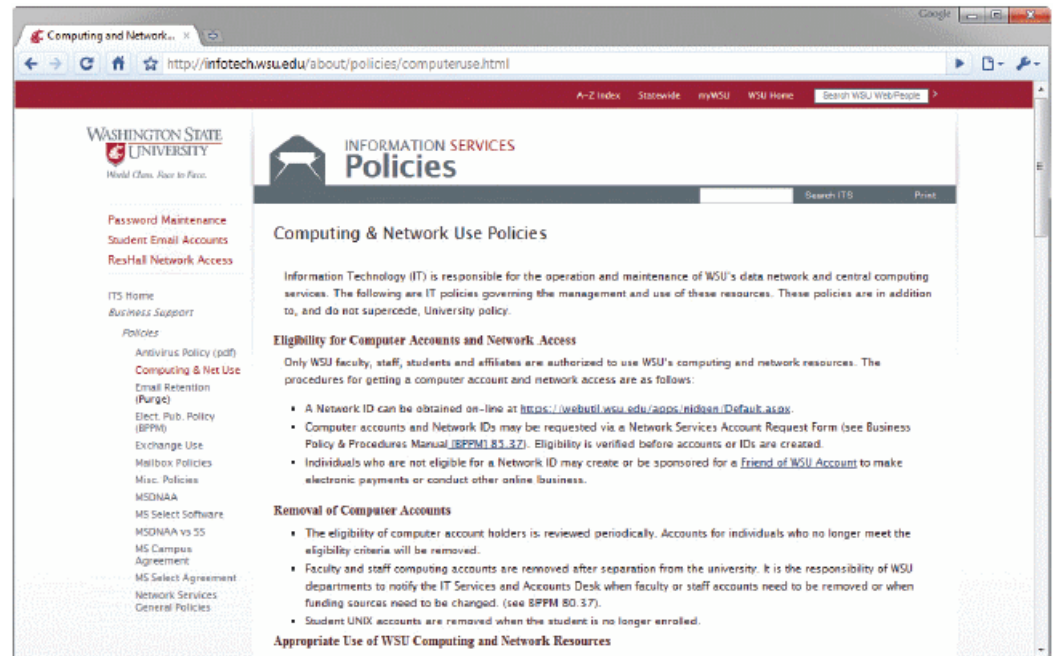 Google
Computing and Network...
http://infotech.wsu.edu/about/policies/computeruse.html
A-Z Index Statewide myWSU WSU Home Search WSU Web/People
WASHINGTON STATE
UNIVERSITY
World Class. Face to Face.
INFORMATION SERVICES
Policies
Search ITS Print
Password Maintenance
Student Email Accounts
ResHall Network Access
ITS Home
Business Support
Policies
Antivirus Policy (pdf)
Computing & Net Use
Email Retention
(Purge)
Elect. Pub. Policy
(BPPM)
Exchange Use
Mailbox Policies
Misc. Policies
MSDNAA
MS Select Software
MSDNAA vs SS
MS Campus
Agreement
MS Select Agreement
Network Services
General Policies
Computing & Network Use Policies
Information Technology (IT) is responsible for the operation and maintenance of WSU's data network and central computing
services. The following are IT policies governing the management and use of these resources. These policies are in addition
to, and do not supercede, University policy.
Eligibility for Computer Accounts and Network Access
Only WSU faculty, staff, students and affiliates are authorized to use WSU's computing and network resources. The
procedures for getting a computer account and network access are as follows:
▪ A Network ID can be obtained on-line at https://webutil.wsu.edu/apps/nidgen/Default.aspx.
▪ Computer accounts and Network IDs may be requested via a Network Services Account Request Form (see Business
Policy & Procedures Manual (BPPM) 85.37). Eligibility is verified before accounts or IDs are created.
▪ Individuals who are not eligible for a Network ID may create or be sponsored for a Friend of WSU Account to make
electronic payments or conduct other online business.
Removal of Computer Accounts
▪ The eligibility of computer account holders is reviewed periodically. Accounts for individuals who no longer meet the
eligibility criteria will be removed.
▪ Faculty and staff computing accounts are removed after separation from the university. It is the responsibility of WSU
departments to notify the IT Services and Accounts Desk when faculty or staff accounts need to be removed or when
funding sources need to be changed. (see BPPM 80.37).
▪ Student UNIX accounts are removed when the student is no longer enrolled.
Appropriate Use of WSU Computing and Network Resources